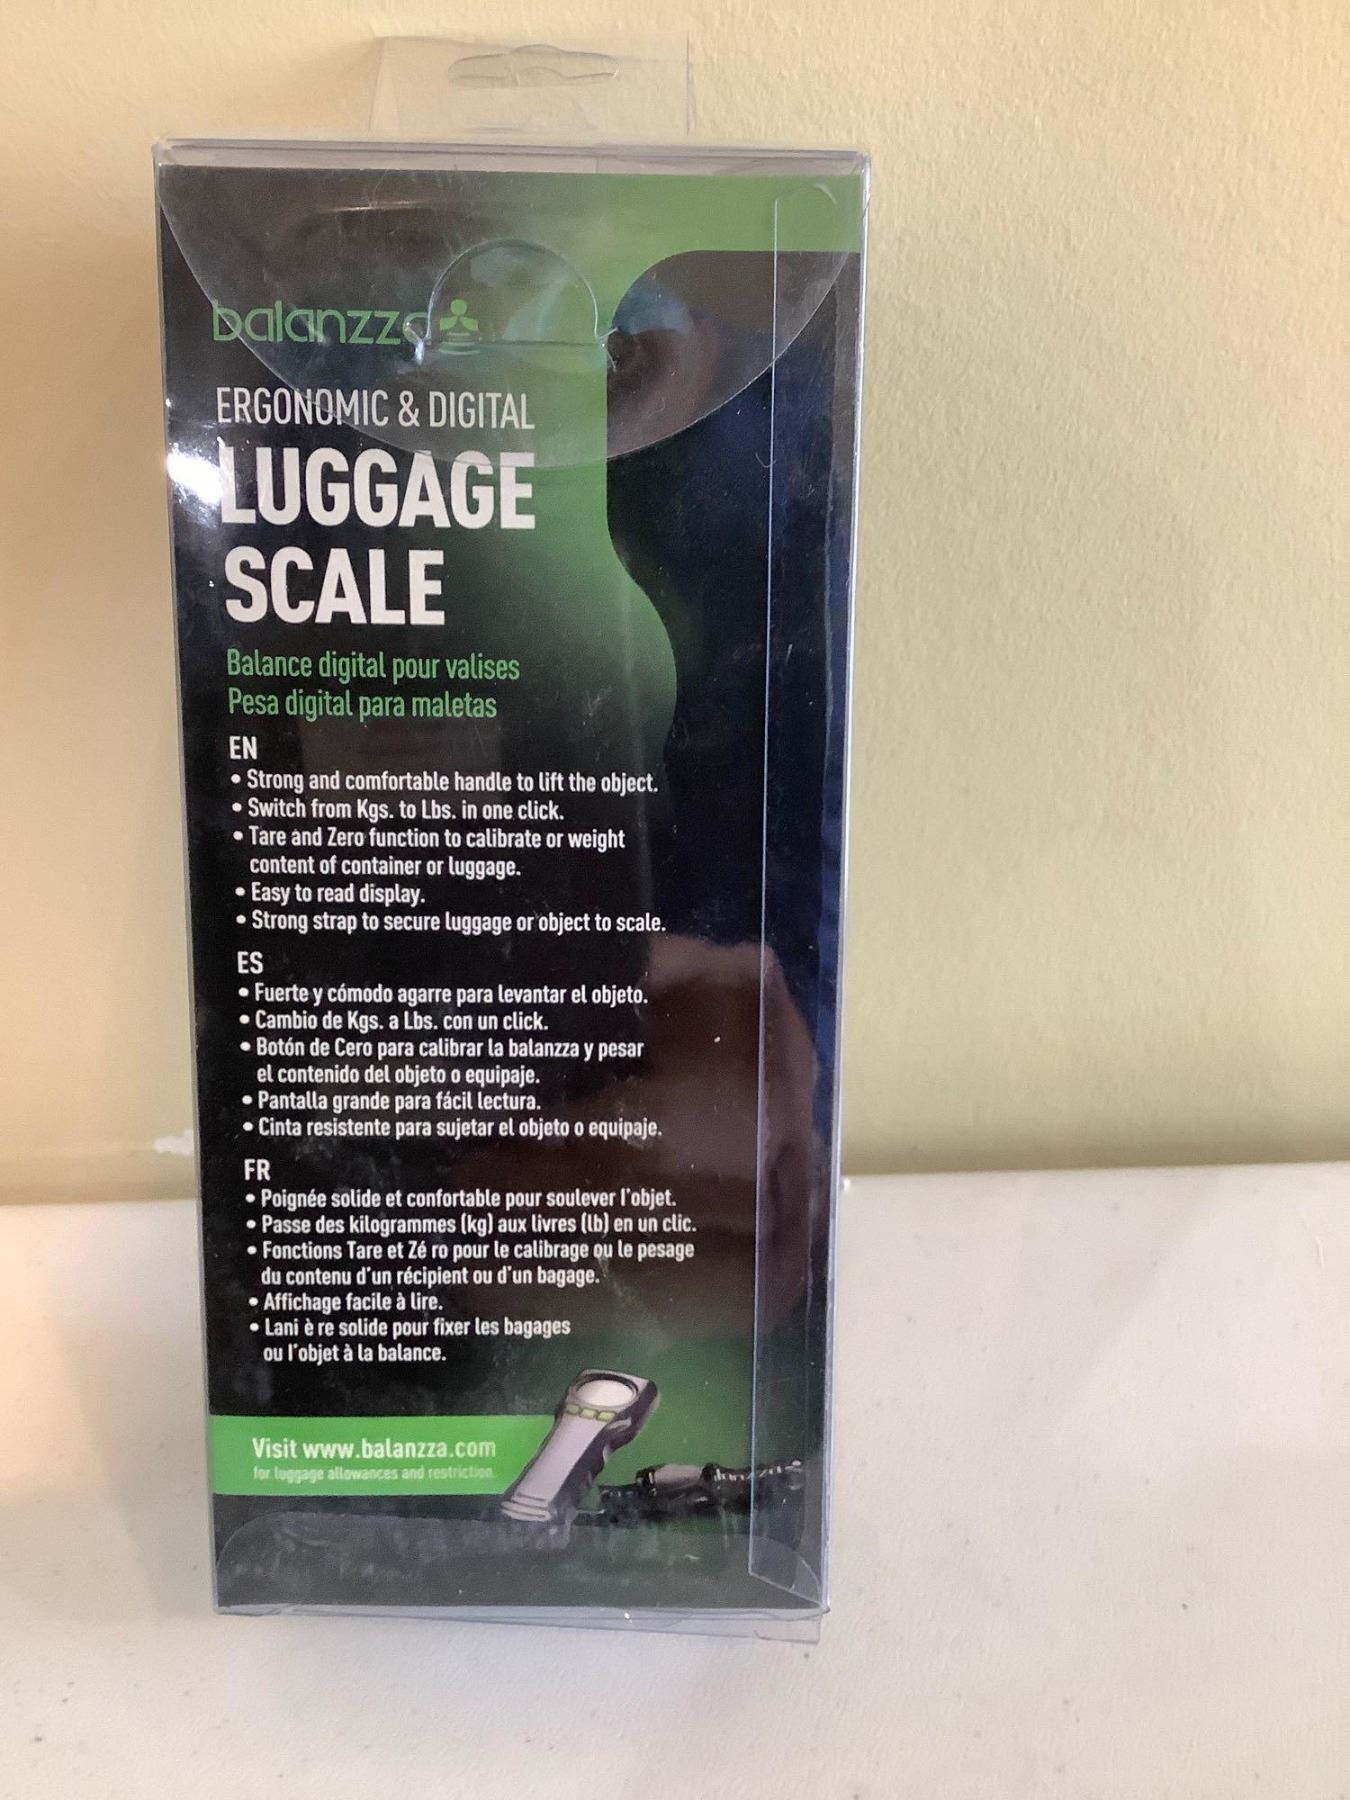 balanzza
ERGONOMIC & DIGITAL
LUGGAGE
SCALE
Balance digital pour valises
Pesa digital para maletas
EN
• Strong and comfortable handle to lift the object.
• Switch from Kgs. to Lbs. in one click.
• Tare and Zero function to calibrate or weight
content of container or luggage.
• Easy to read display.
• Strong strap to secure luggage or object to scale.
ES
• Fuerte y cómodo agarre para levantar el objeto.
• Cambio de Kgs. a Lbs. con un click.
• Botón de Cero para calibrar la balanzza y pesar
el contenido del objeto o equipaje.
• Pantalla grande para fácil lectura.
• Cinta resistente para sujetar el objeto o equipaje.
FR
• Poignée solide et confortable pour soulever l'objet.
• Passe des kilogrammes (kg) aux livres (lb) en un clic.
• Fonctions Tare et Zé ro pour le calibrage ou le pesage
du contenu d'un récipient ou d'un bagage.
• Affichage facile à lire.
• Lani è re solide pour fixer les bagages
ou l'objet à la balance.
Visit www.balanzza.com
for luggage allowances and restriction.